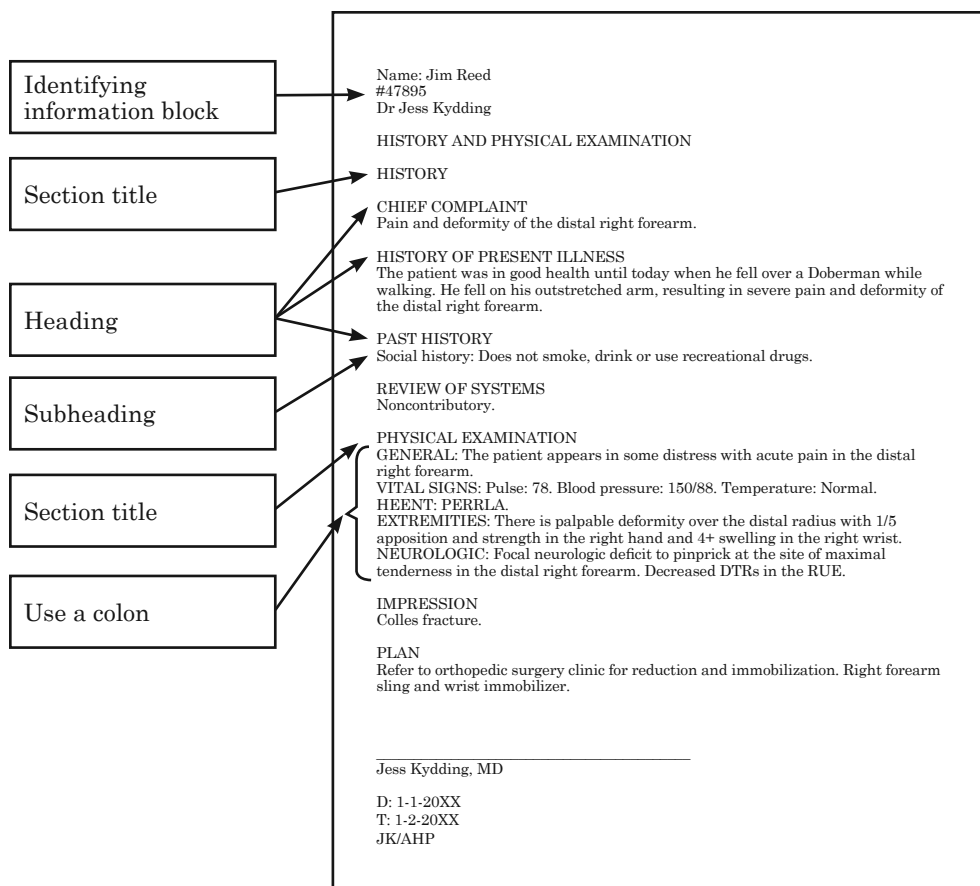 Identifying
information block
Section title
Heading
Subheading
Section title
Use a colon
Name: Jim Reed
#47895
Dr Jess Kydding
HISTORY AND PHYSICAL EXAMINATION
HISTORY
CHIEF COMPLAINT
Pain and deformity of the distal right forearm.
HISTORY OF PRESENT ILLNESS
The patient was in good health until today when he fell over a Doberman while
walking. He fell on his outstretched arm, resulting in severe pain and deformity of
the distal right forearm.
PAST HISTORY
Social history: Does not smoke, drink or use recreational drugs.
REVIEW OF SYSTEMS
Noncontributory.
PHYSICAL EXAMINATION
GENERAL: The patient appears in some distress with acute pain in the distal
right forearm.
VITAL SIGNS: Pulse: 78. Blood pressure: 150/88. Temperature: Normal.
HEENT: PERRLA.
EXTREMITIES: There is palpable deformity over the distal radius with 1/5
apposition and strength in the right hand and 4+ swelling in the right wrist.
NEUROLOGIC: Focal neurologic deficit to pinprick at the site of maximal
tenderness in the distal right forearm. Decreased DTRs in the RUE.
IMPRESSION
Colles fracture.
PLAN
Refer to orthopedic surgery clinic for reduction and immobilization. Right forearm
sling and wrist immobilizer.
Jess Kydding, MD
D: 1-1-20XX
T: 1-2-20XX
JK/AHP